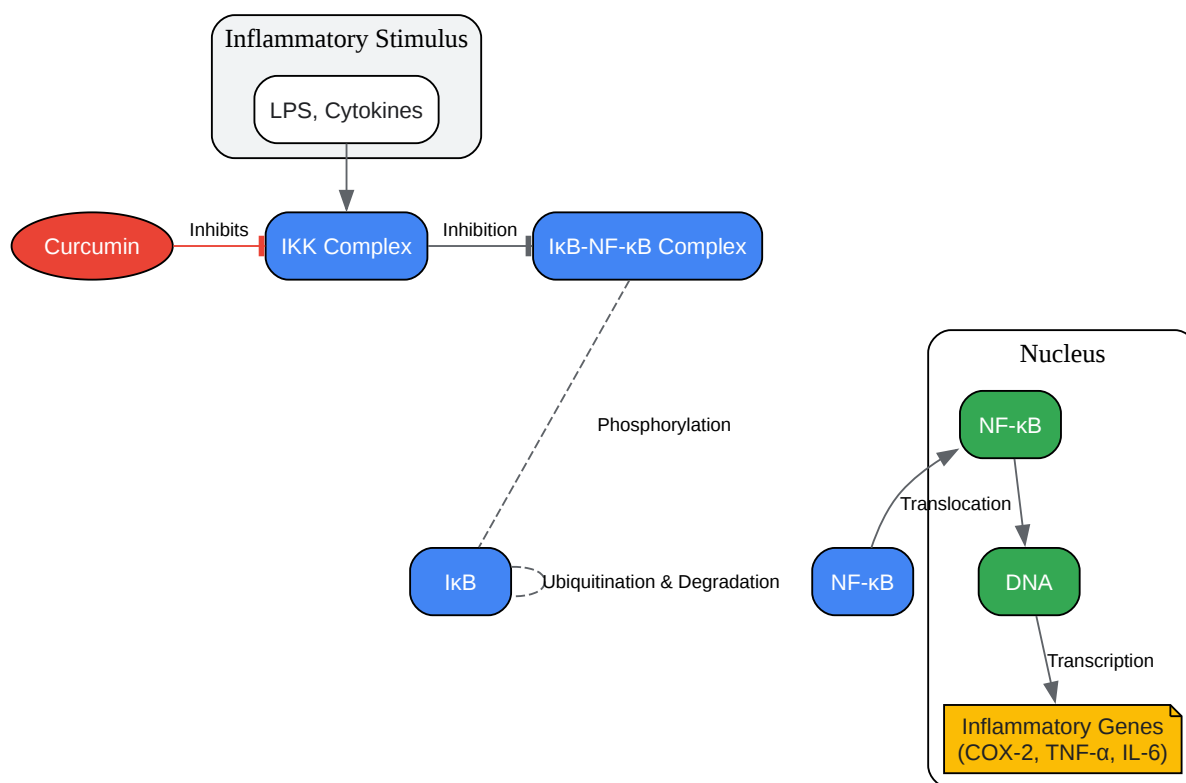 Inflammatory Stimulus
LPS, Cytokines
Curcumin
Inhibits
IKK Complex
Inhibition
IκB-NF-κB Complex
Phosphorylation
IκB
Ubiquitination & Degradation
NF-κB
Translocation
Nucleus
NF-κB
DNA
Transcription
Inflammatory Genes
(COX-2, TNF-α, IL-6)